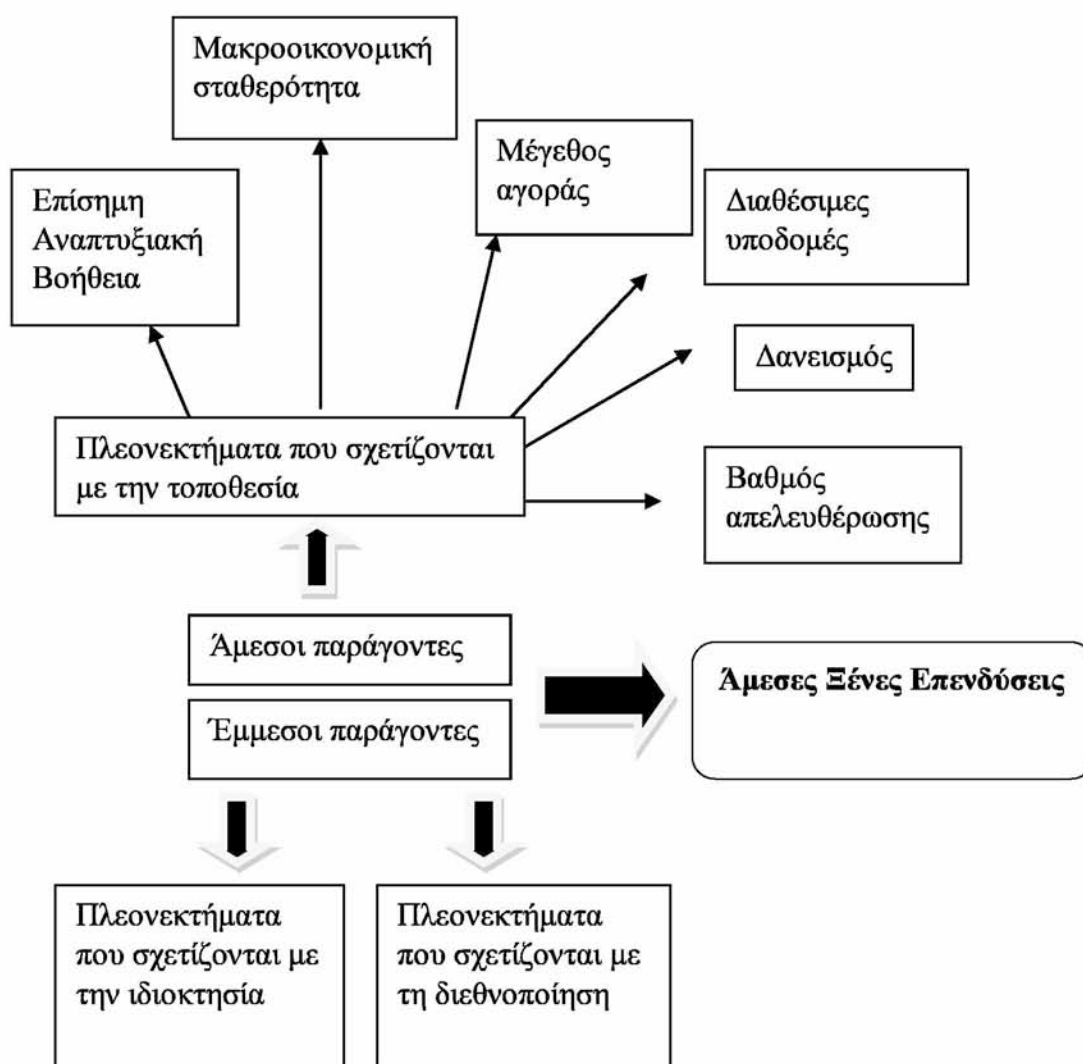 Μακροοικονομική
σταθερότητα
Μέγεθος
αγοράς
Επίσημη
Αναπτυξιακή
Βοήθεια
Διαθέσιμες
υποδομές
Δανεισμός
Πλεονεκτήματα που σχετίζονται
με την τοποθεσία
Βαθμός
απελευθέρωσης
Άμεσοι παράγοντες
Έμμεσοι παράγοντες
Άμεσες Ξένες Επενδύσεις
Πλεονεκτήματα
που σχετίζονται με
την ιδιοκτησία
Πλεονεκτήματα
που σχετίζονται με
τη διεθνοποίηση